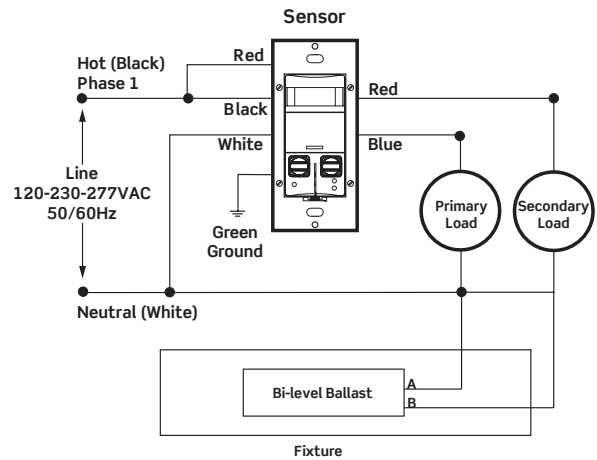 Sensor
Hot (Black)
Phase 1
Red
Black
White
Red
Blue
Line
120-230-277VAC
50/60Hz
Green
Ground
Primary
Load
Secondary
Load
Neutral (White)
Bi-level Ballast
A
B
Fixture